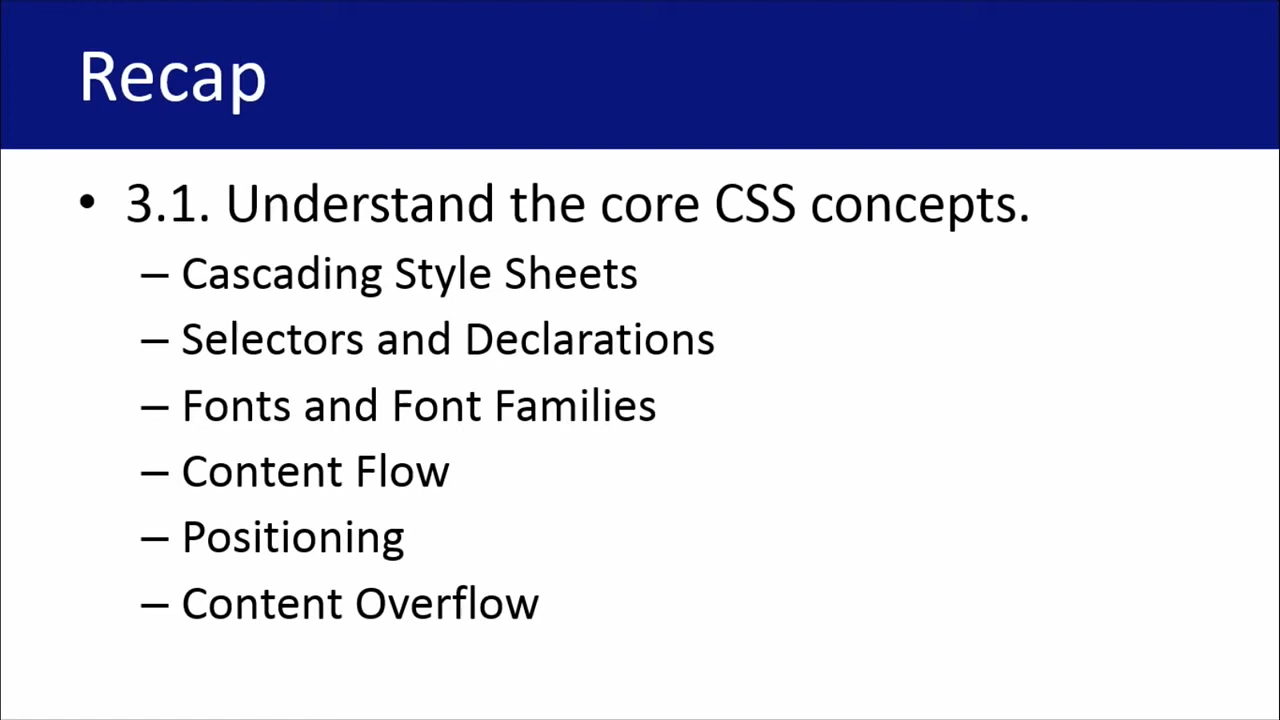 Recap
• 3.1. Understand the core CSS concepts.
– Cascading Style Sheets
– Selectors and Declarations
– Fonts and Font Families
– Content Flow
– Positioning
– Content Overflow